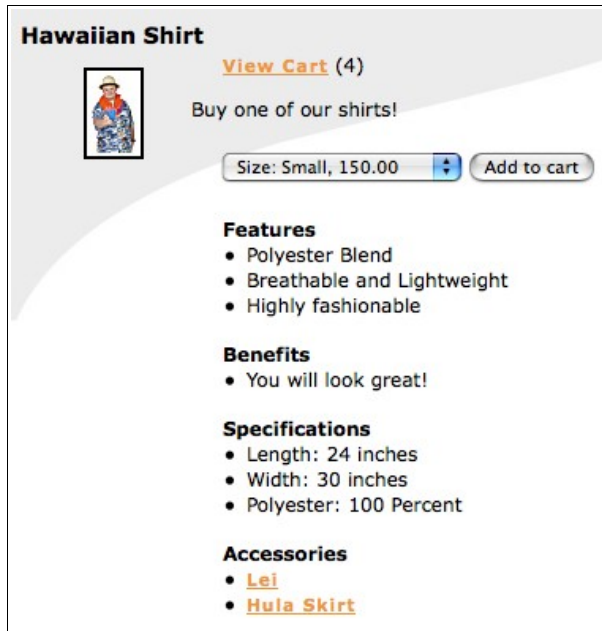 Hawaiian Shirt
View Cart (4)
Buy one of our shirts!
Size: Small, 150.00 Add to cart
Features
• Polyester Blend
• Breathable and Lightweight
• Highly fashionable
Benefits
• You will look great!
Specifications
• Length: 24 inches
• Width: 30 inches
• Polyester: 100 Percent
Accessories
• Lei
• Hula Skirt